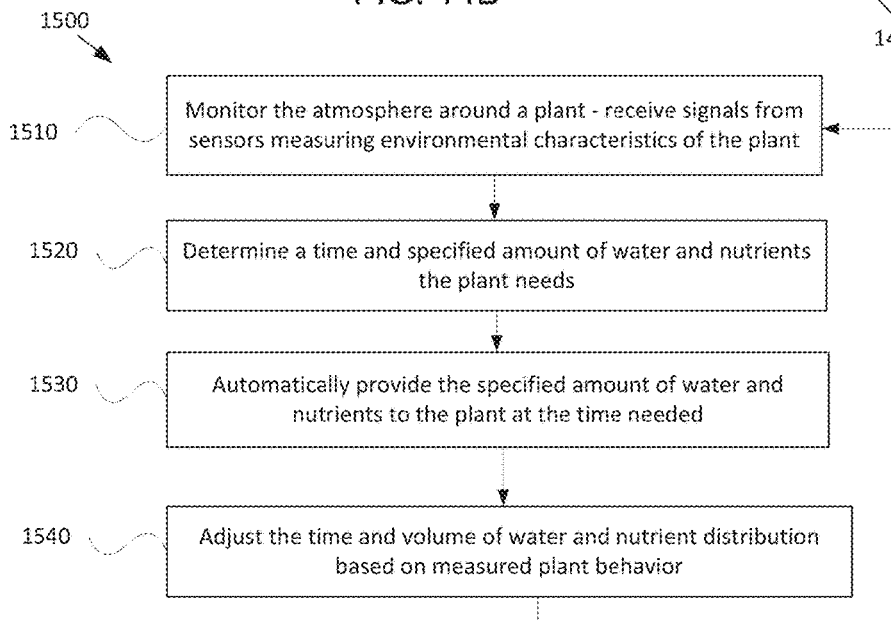 1500
14
1510
Monitor the atmosphere around a plant - receive signals from
sensors measuring environmental characteristics of the plant
1520
Determine a time and specified amount of water and nutrients
the plant needs
1530
Automatically provide the specified amount of water and
nutrients to the plant at the time needed
1540
Adjust the time and volume of water and nutrient distribution
based on measured plant behavior